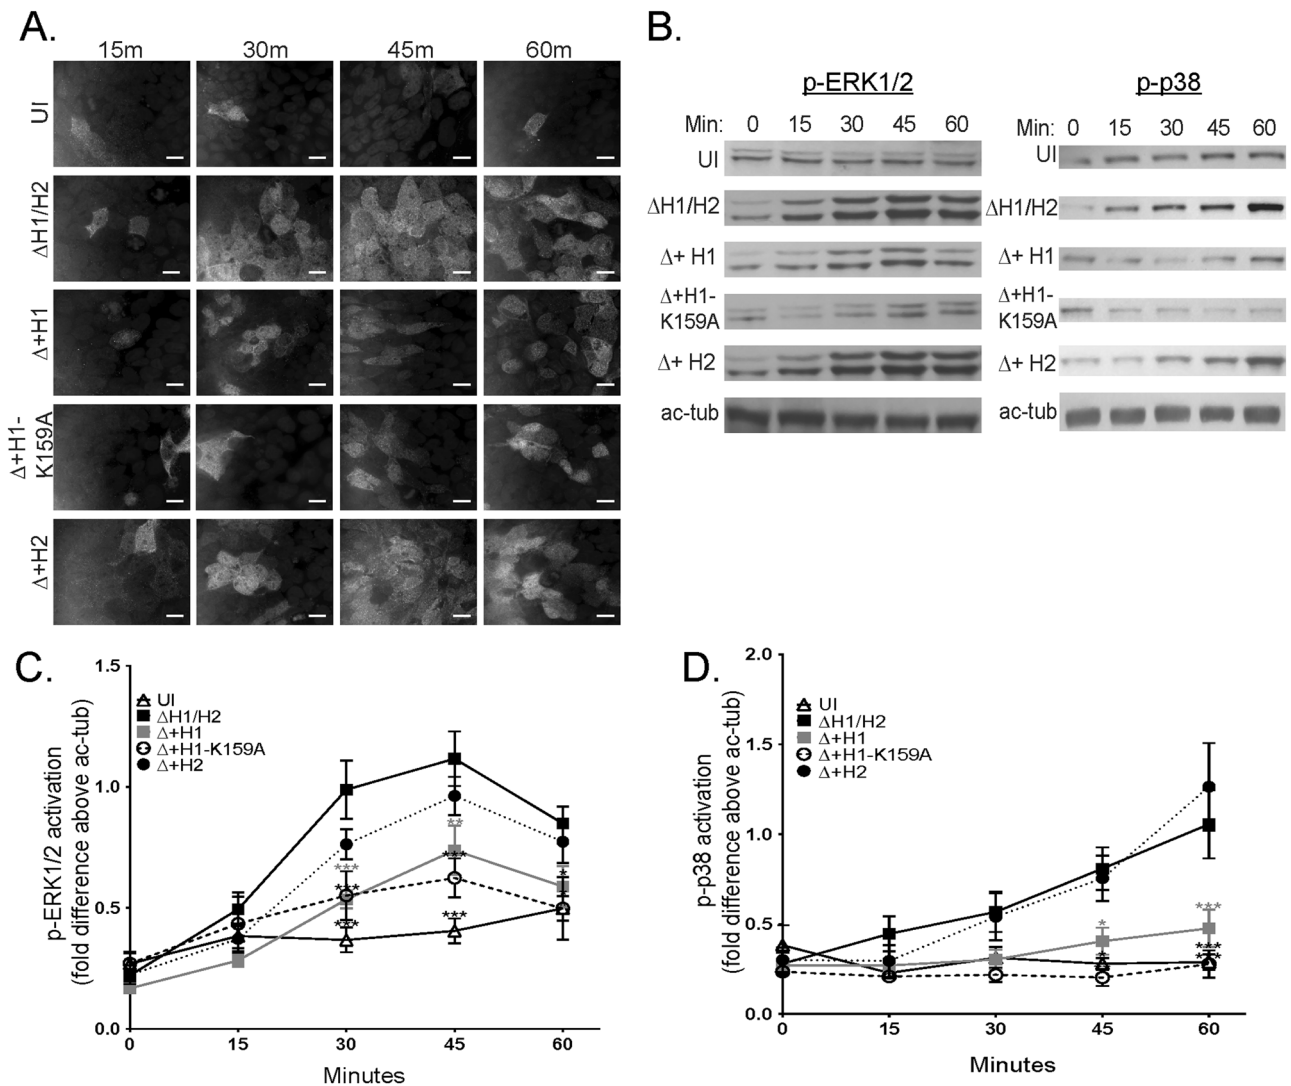 A.
15m 30m 45m 60m
UI
ΔH1/H2
Δ+H1
Δ+H1-
K159A
Δ+H2
B.
p-ERK1/2
Min: 0 15 30 45 60
UI
ΔH1/H2
Δ+ H1
Δ+H1-
K159A
Δ+ H2
ac-tub
p-p38
Min: 0 15 30 45 60
UI
ΔH1/H2
Δ+ H1
Δ+H1-
K159A
Δ+ H2
ac-tub
C.
p-ERK1/2 activation
(fold difference above ac-tub)
1.5
1.0
0.5
0.0
UI
ΔH1/H2
Δ+H1
Δ+H1-K159A
Δ+H2
***
***
***
**
***
***
*
0 15 30 45 60
Minutes
D.
p-p38 activation
(fold difference above ac-tub)
2.0
1.5
1.0
0.5
0.0
UI
ΔH1/H2
Δ+H1
Δ+H1-K159A
Δ+H2
*
*
***
***
***
0 15 30 45 60
Minutes